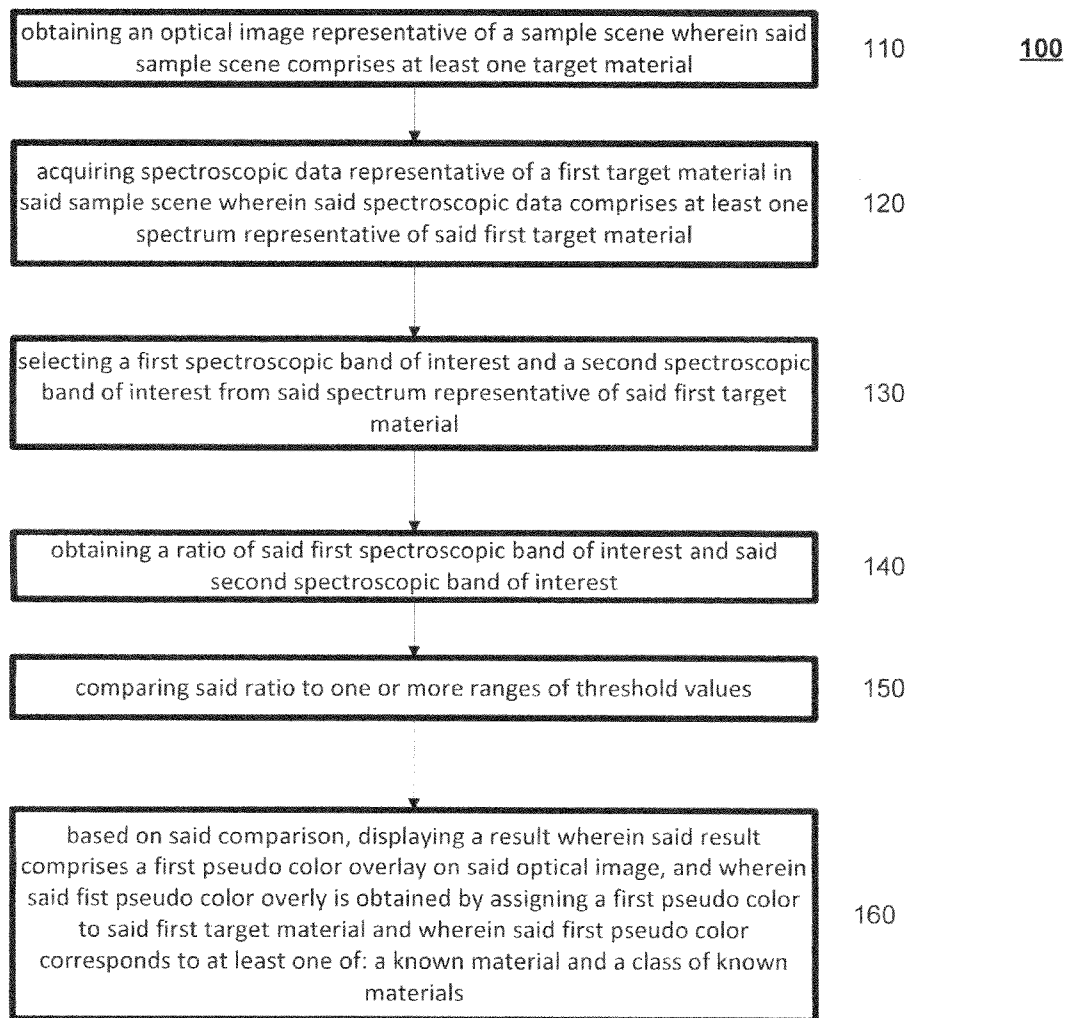 obtaining an optical image representative of a sample scene wherein said
sample scene comprises at least one target material
110
100
acquiring spectroscopic data representative of a first target material in
said sample scene wherein said spectroscopic data comprises at least one
spectrum representative of said first target material
120
selecting a first spectroscopic band of interest and a second spectroscopic
band of interest from said spectrum representative of said first target
material
130
obtaining a ratio of said first spectroscopic band of interest and said
second spectroscopic band of interest
140
comparing said ratio to one or more ranges of threshold values
150
based on said comparison, displaying a result wherein said result
comprises a first pseudo color overlay on said optical image, and wherein
said fist pseudo color overly is obtained by assigning a first pseudo color
to said first target material and wherein said first pseudo color
corresponds to at least one of: a known material and a class of known
materials
160